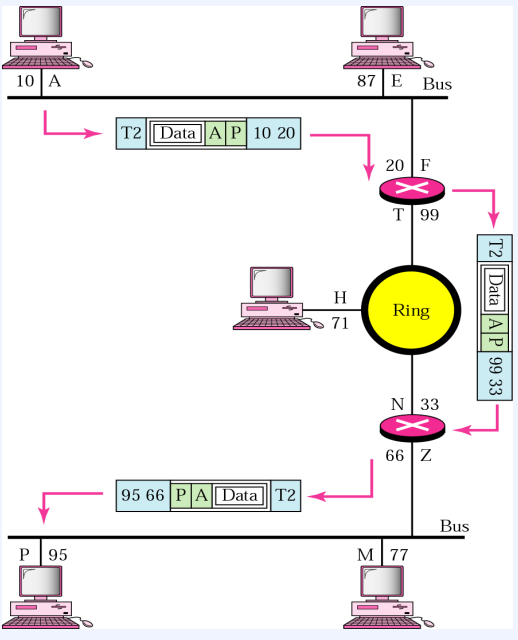 10 A
87 E
Bus
T2 Data A P 10 20
20 F
T 99
T2 Data A P 99 33
H
71
Ring
N 33
66 Z
95 66 P A Data T2
Bus
P 95
M 77